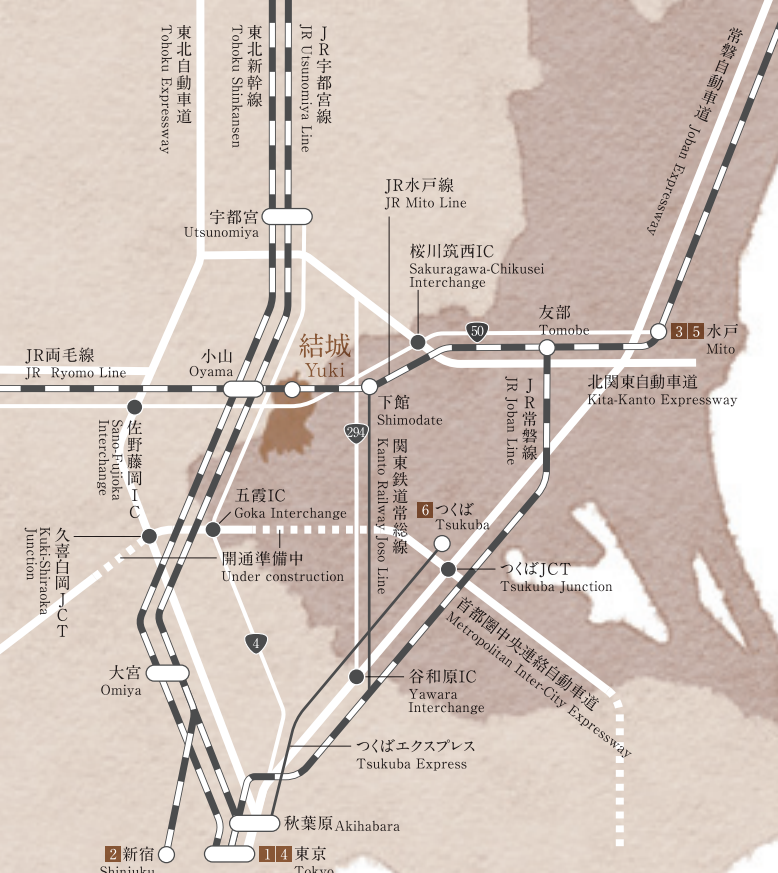 東北自動車道
Tohoku Expressway
東北新幹線
Tohoku Shinkansen
JR宇都宮線
JR Utsunomiya Line
常磐自動車道 Joban Expressway
宇都宮
Utsunomiya
JR水戸線
JR Mito Line
桜川筑西IC
Sakuragawa-Chikusei
Interchange
50
友部
Tomobe
3 5 水戸
Mito
結城
Yuki
JR両毛線
JR Ryomo Line
小山
Oyama
下館
Shimodate
JR常磐線
JR Joban Line
北関東自動車道
Kita-Kanto Expressway
佐野藤岡IC
Sano-Fujioka
Interchange
294
関東鉄道常総線
Kanto Railway Joso Line
五霞IC
Goka Interchange
6 つくば
Tsukuba
久喜白岡JCT
Kuki-Shiraoka
Junction
開通準備中
Under construction
つくばJCT
Tsukuba Junction
首都圏中央連絡自動車道
Metropolitan Inter-City Expressway
4
大宮
Omiya
谷和原IC
Yawara
Interchange
つくばエクスプレス
Tsukuba Express
秋葉原 Akihabara
2 新宿
Shinjuku
1 4 東京
Tokyo